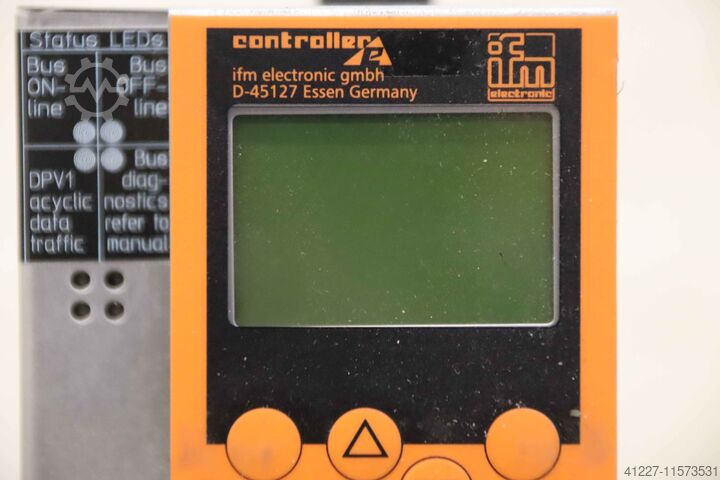 Status LEDs
Bus ON-line
Bus OFF-line
DPV1 acyclic data traffic
Bus diag-nostics refer to manual
controller e
ifm electronic gmbh
D-45127 Essen Germany
ifm
electronic
41227-11573531